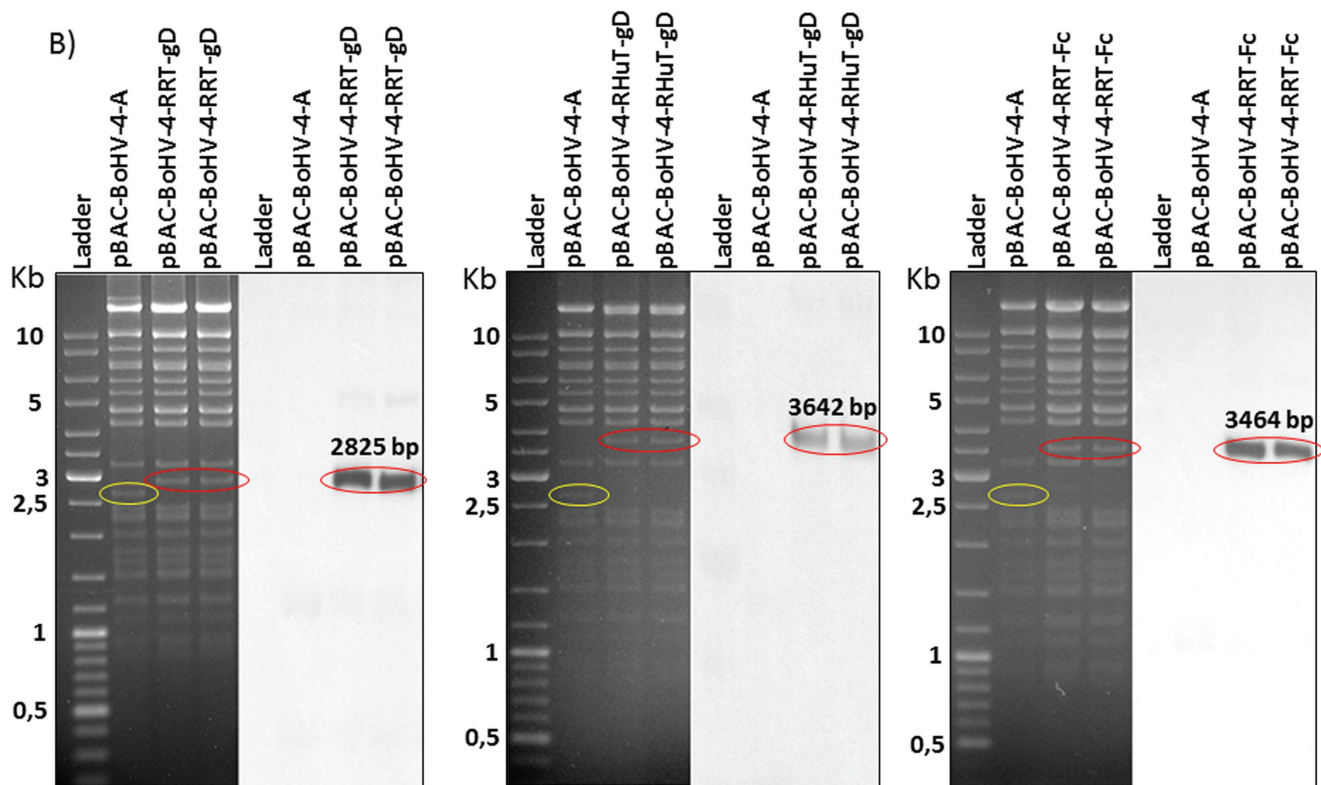 B)
Ladder
pBAC-BoHV-4-A
pBAC-BoHV-4-RRT-gD
pBAC-BoHV-4-RRT-gD
Ladder
pBAC-BoHV-4-A
pBAC-BoHV-4-RRT-gD
pBAC-BoHV-4-RRT-gD
Kb
10
5
3
2,5
1
0,5
2825 bp
Ladder
pBAC-BoHV-4-A
pBAC-BoHV-4-RHuT-gD
pBAC-BoHV-4-RHuT-gD
Ladder
pBAC-BoHV-4-A
pBAC-BoHV-4-RHuT-gD
pBAC-BoHV-4-RHuT-gD
Kb
10
5
3
2,5
1
0,5
3642 bp
Ladder
pBAC-BoHV-4-A
pBAC-BoHV-4-RRT-Fc
pBAC-BoHV-4-RRT-Fc
Ladder
pBAC-BoHV-4-A
pBAC-BoHV-4-RRT-Fc
pBAC-BoHV-4-RRT-Fc
Kb
10
5
3
2,5
1
0,5
3464 bp